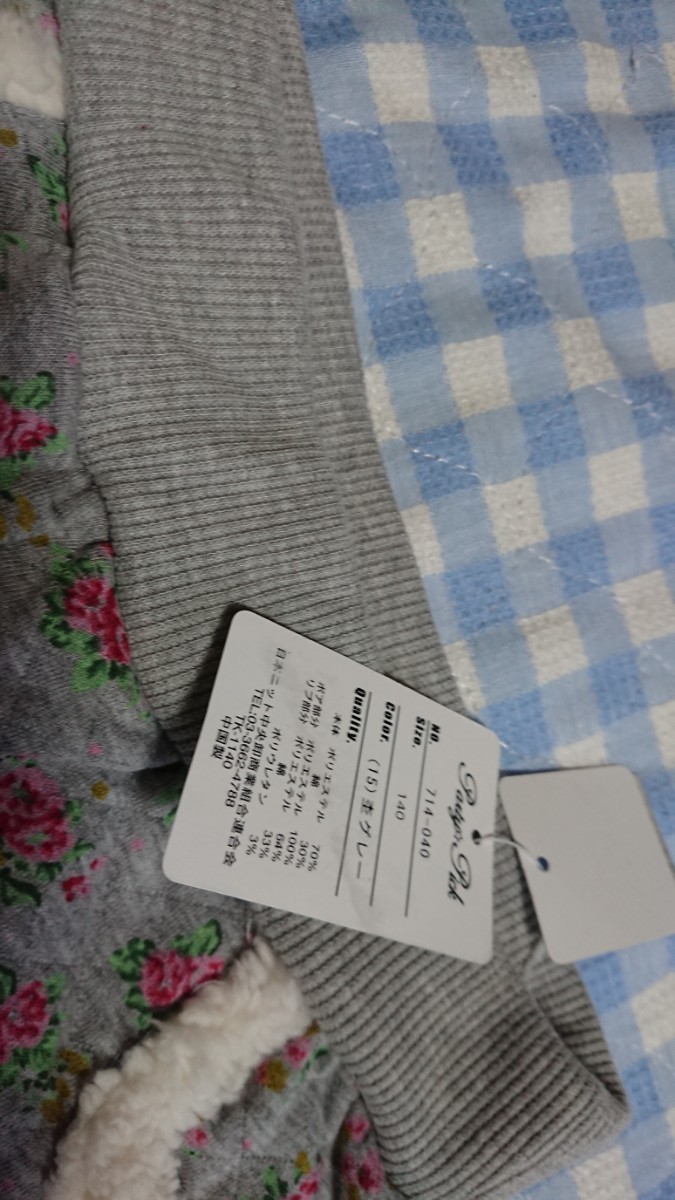 No. 714-040
Size. 140
Color. (15)杢グレー
Quality.
本体 ポリエステル 70%
綿 30%
ボア部分 ポリエステル 100%
リブ部分 ポリエステル 64%
綿 33%
ポリウレタン 3%
日本ニット中央卸商業組合連合会
TEL:03-3662-4788
TK-1140
中国製